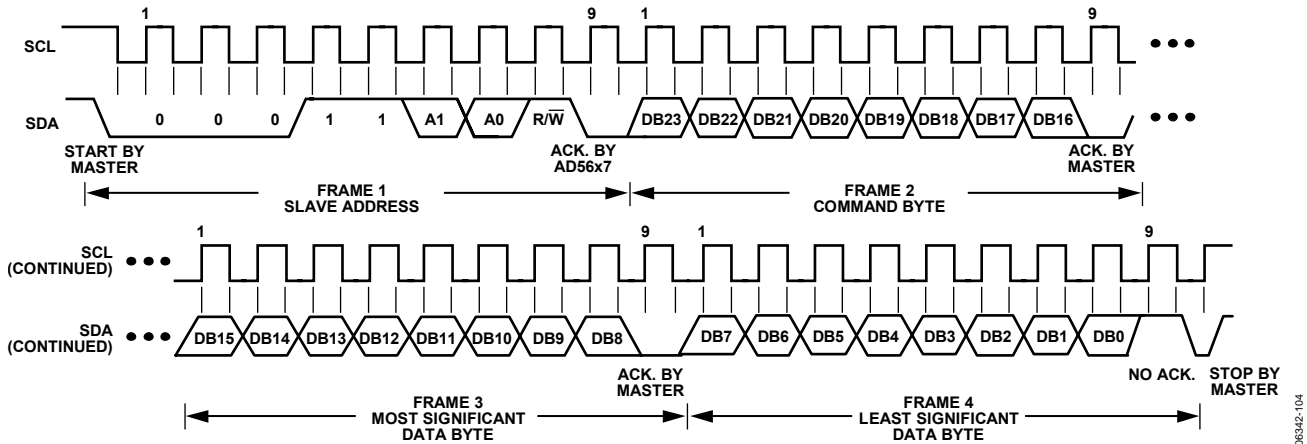 1 9 1 9
SCL
SDA 0 0 0 1 1 A1 A0 R/W̅ DB23 DB22 DB21 DB20 DB19 DB18 DB17 DB16
START BY
MASTER
ACK. BY
AD56x7
ACK. BY
MASTER
FRAME 1
SLAVE ADDRESS
FRAME 2
COMMAND BYTE
1 9 1 9
SCL
(CONTINUED)
SDA
(CONTINUED)
DB15 DB14 DB13 DB12 DB11 DB10 DB9 DB8 DB7 DB6 DB5 DB4 DB3 DB2 DB1 DB0
ACK. BY
MASTER
NO ACK.
STOP BY
MASTER
FRAME 3
MOST SIGNIFICANT
DATA BYTE
FRAME 4
LEAST SIGNIFICANT
DATA BYTE
06342-104